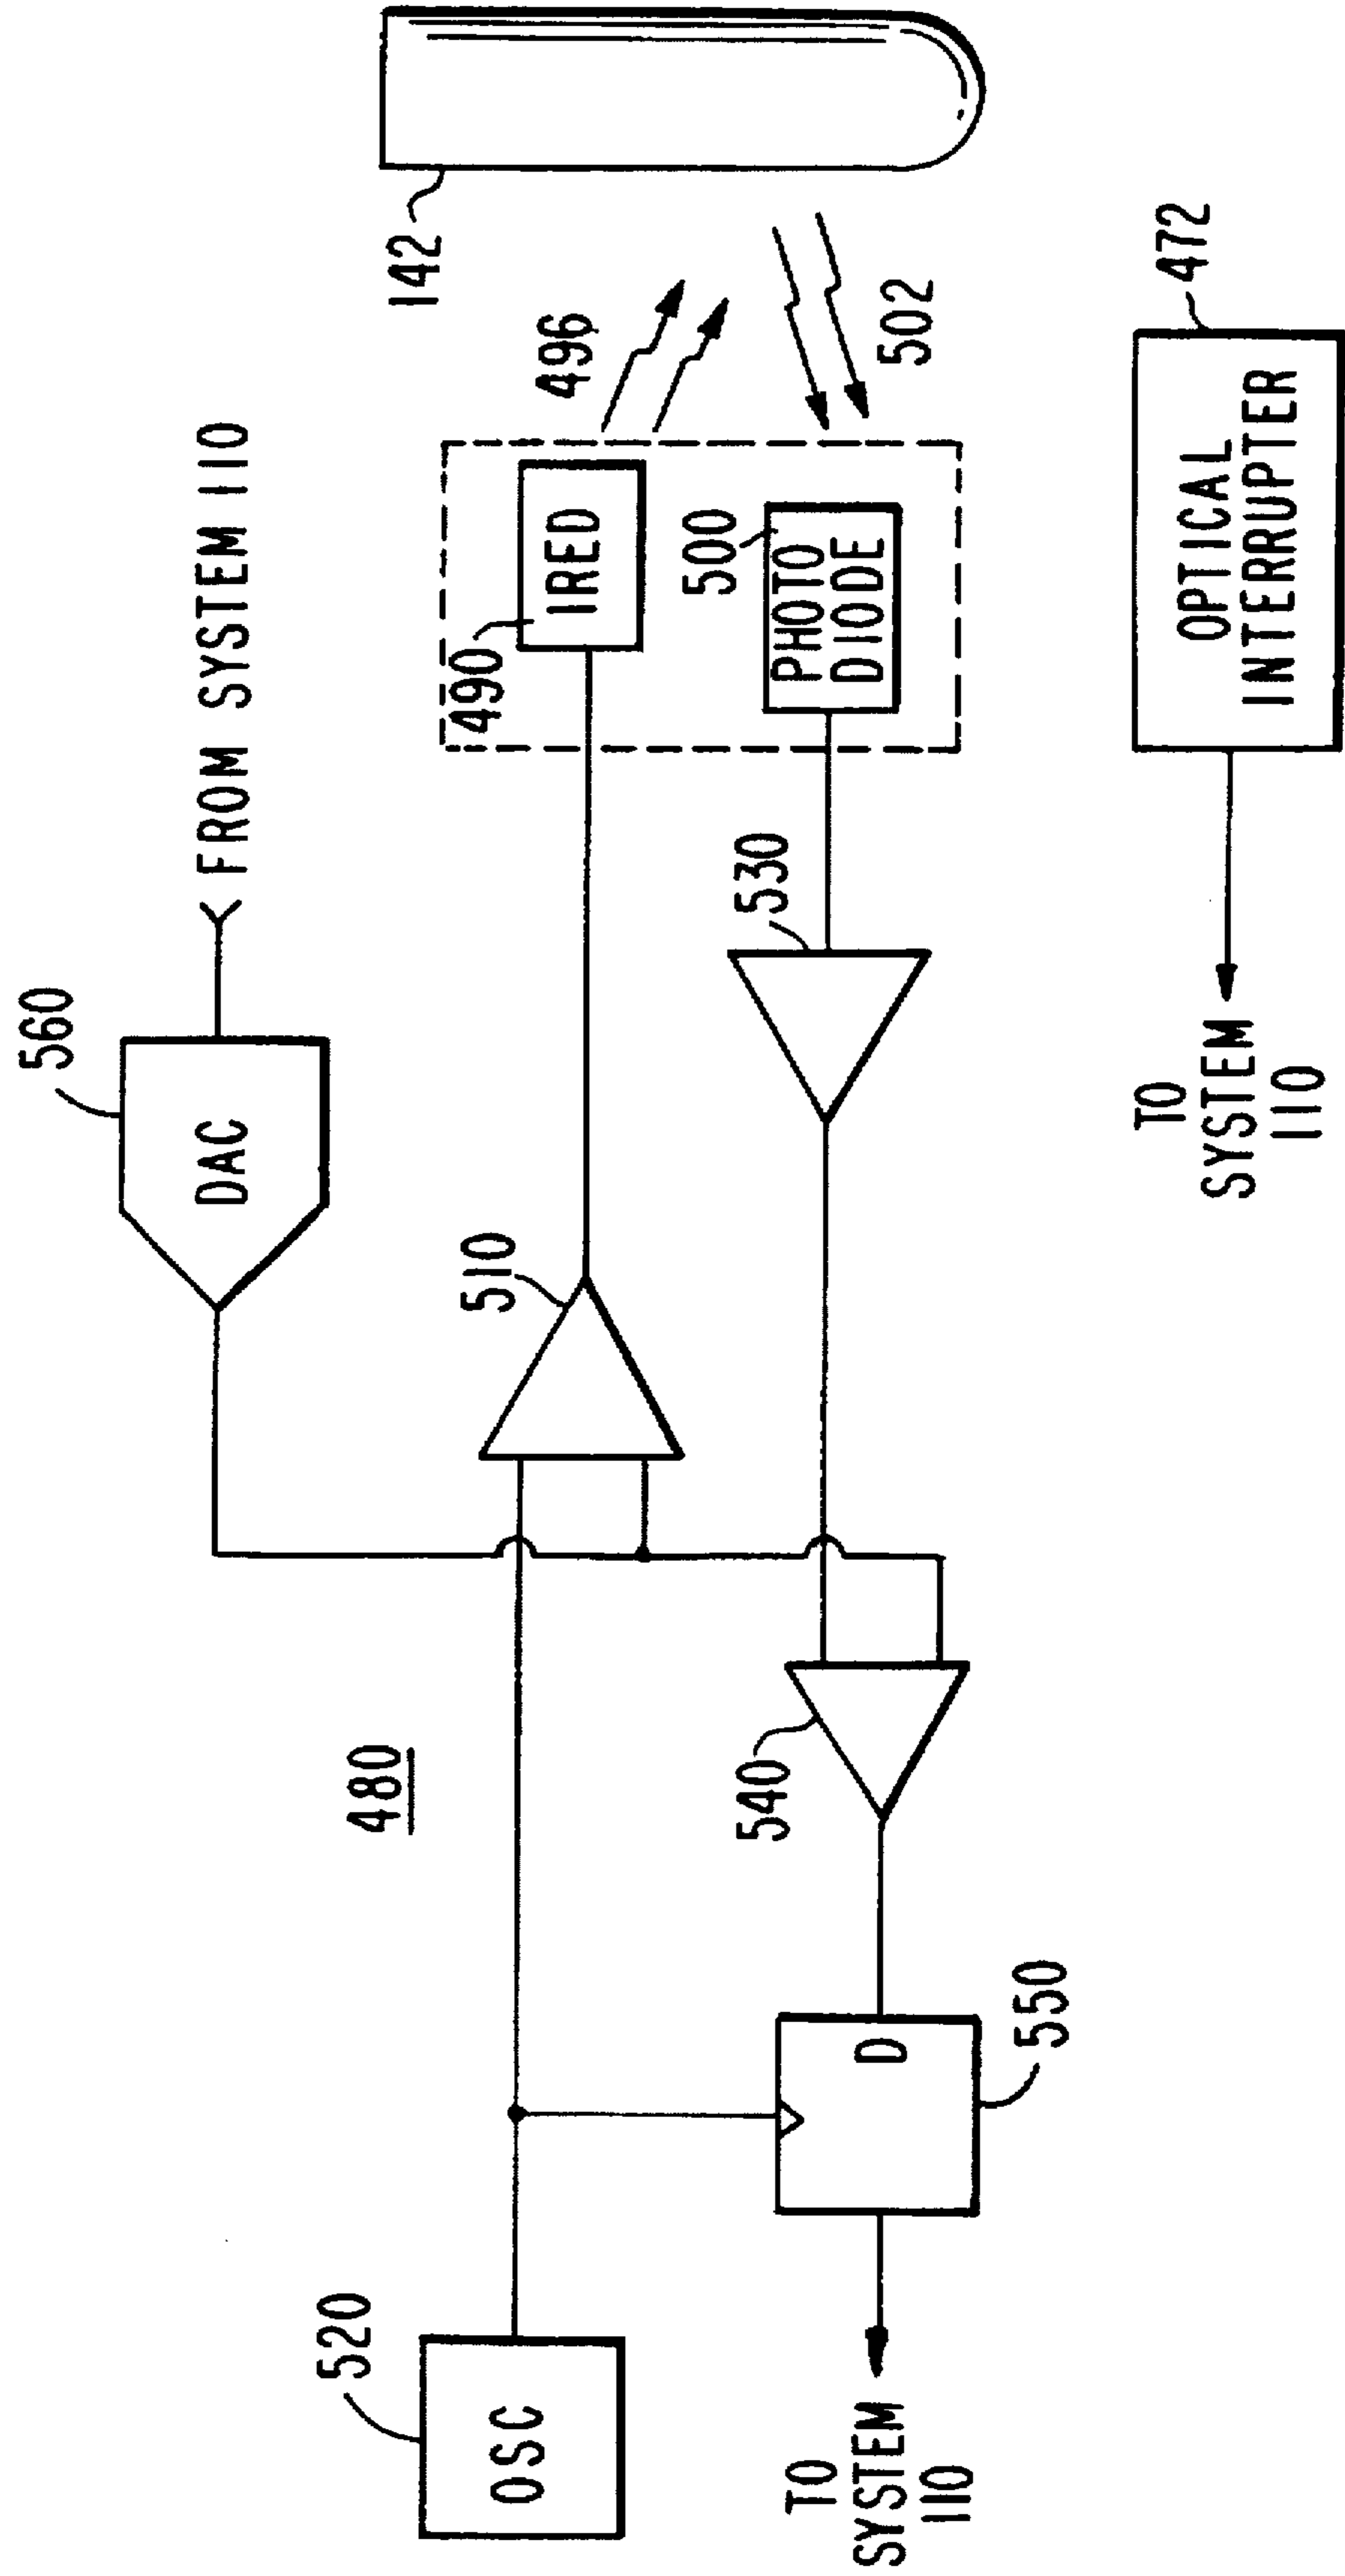 560
DAC
FROM SYSTEM 110
142
480
510
490
IRED
496
520
OSC
530
500
PHOTO
DIODE
502
540
D
550
TO
SYSTEM
110
TO
SYSTEM
110
OPTICAL
INTERRUPTER
472